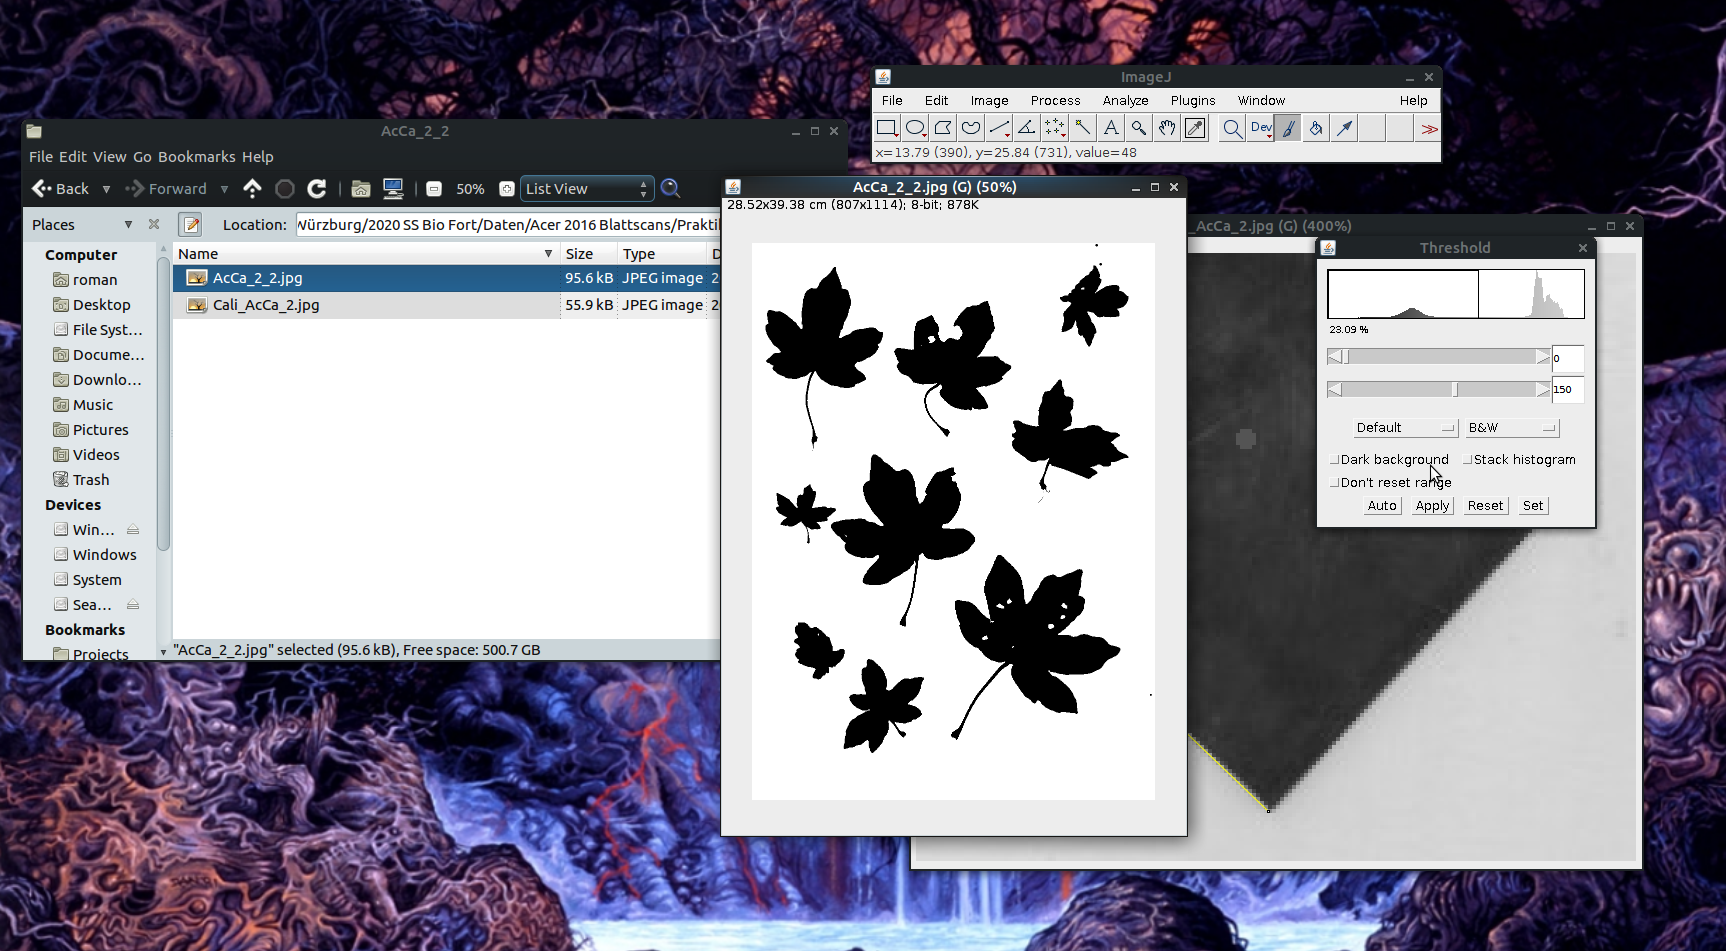 ImageJ
File Edit Image Process Analyze Plugins Window Help
Dev
x=13.79 (390), y=25.84 (731), value=48
AcCa_2_2
File Edit View Go Bookmarks Help
Back Forward 50% List View
Places Location: Würzburg/2020 SS Bio Fort/Daten/Acer 2016 Blattscans/Prakti
Name Size Type D
AcCa_2_2.jpg 95.6 kB JPEG image 2
Cali_AcCa_2.jpg 55.9 kB JPEG image 2
Computer
roman
Desktop
File Syst...
Docume...
Downlo...
Music
Pictures
Videos
Trash
Devices
Win...
Windows
System
Sea...
Bookmarks
Projects
"AcCa_2_2.jpg" selected (95.6 kB), Free space: 500.7 GB
AcCa_2_2.jpg (G) (50%)
28.52x39.38 cm (807x1114); 8-bit; 878K
_AcCa_2.jpg (G) (400%)
Threshold
23.09 %
0
150
Default B&W
Dark background Stack histogram
Don't reset range
Auto Apply Reset Set